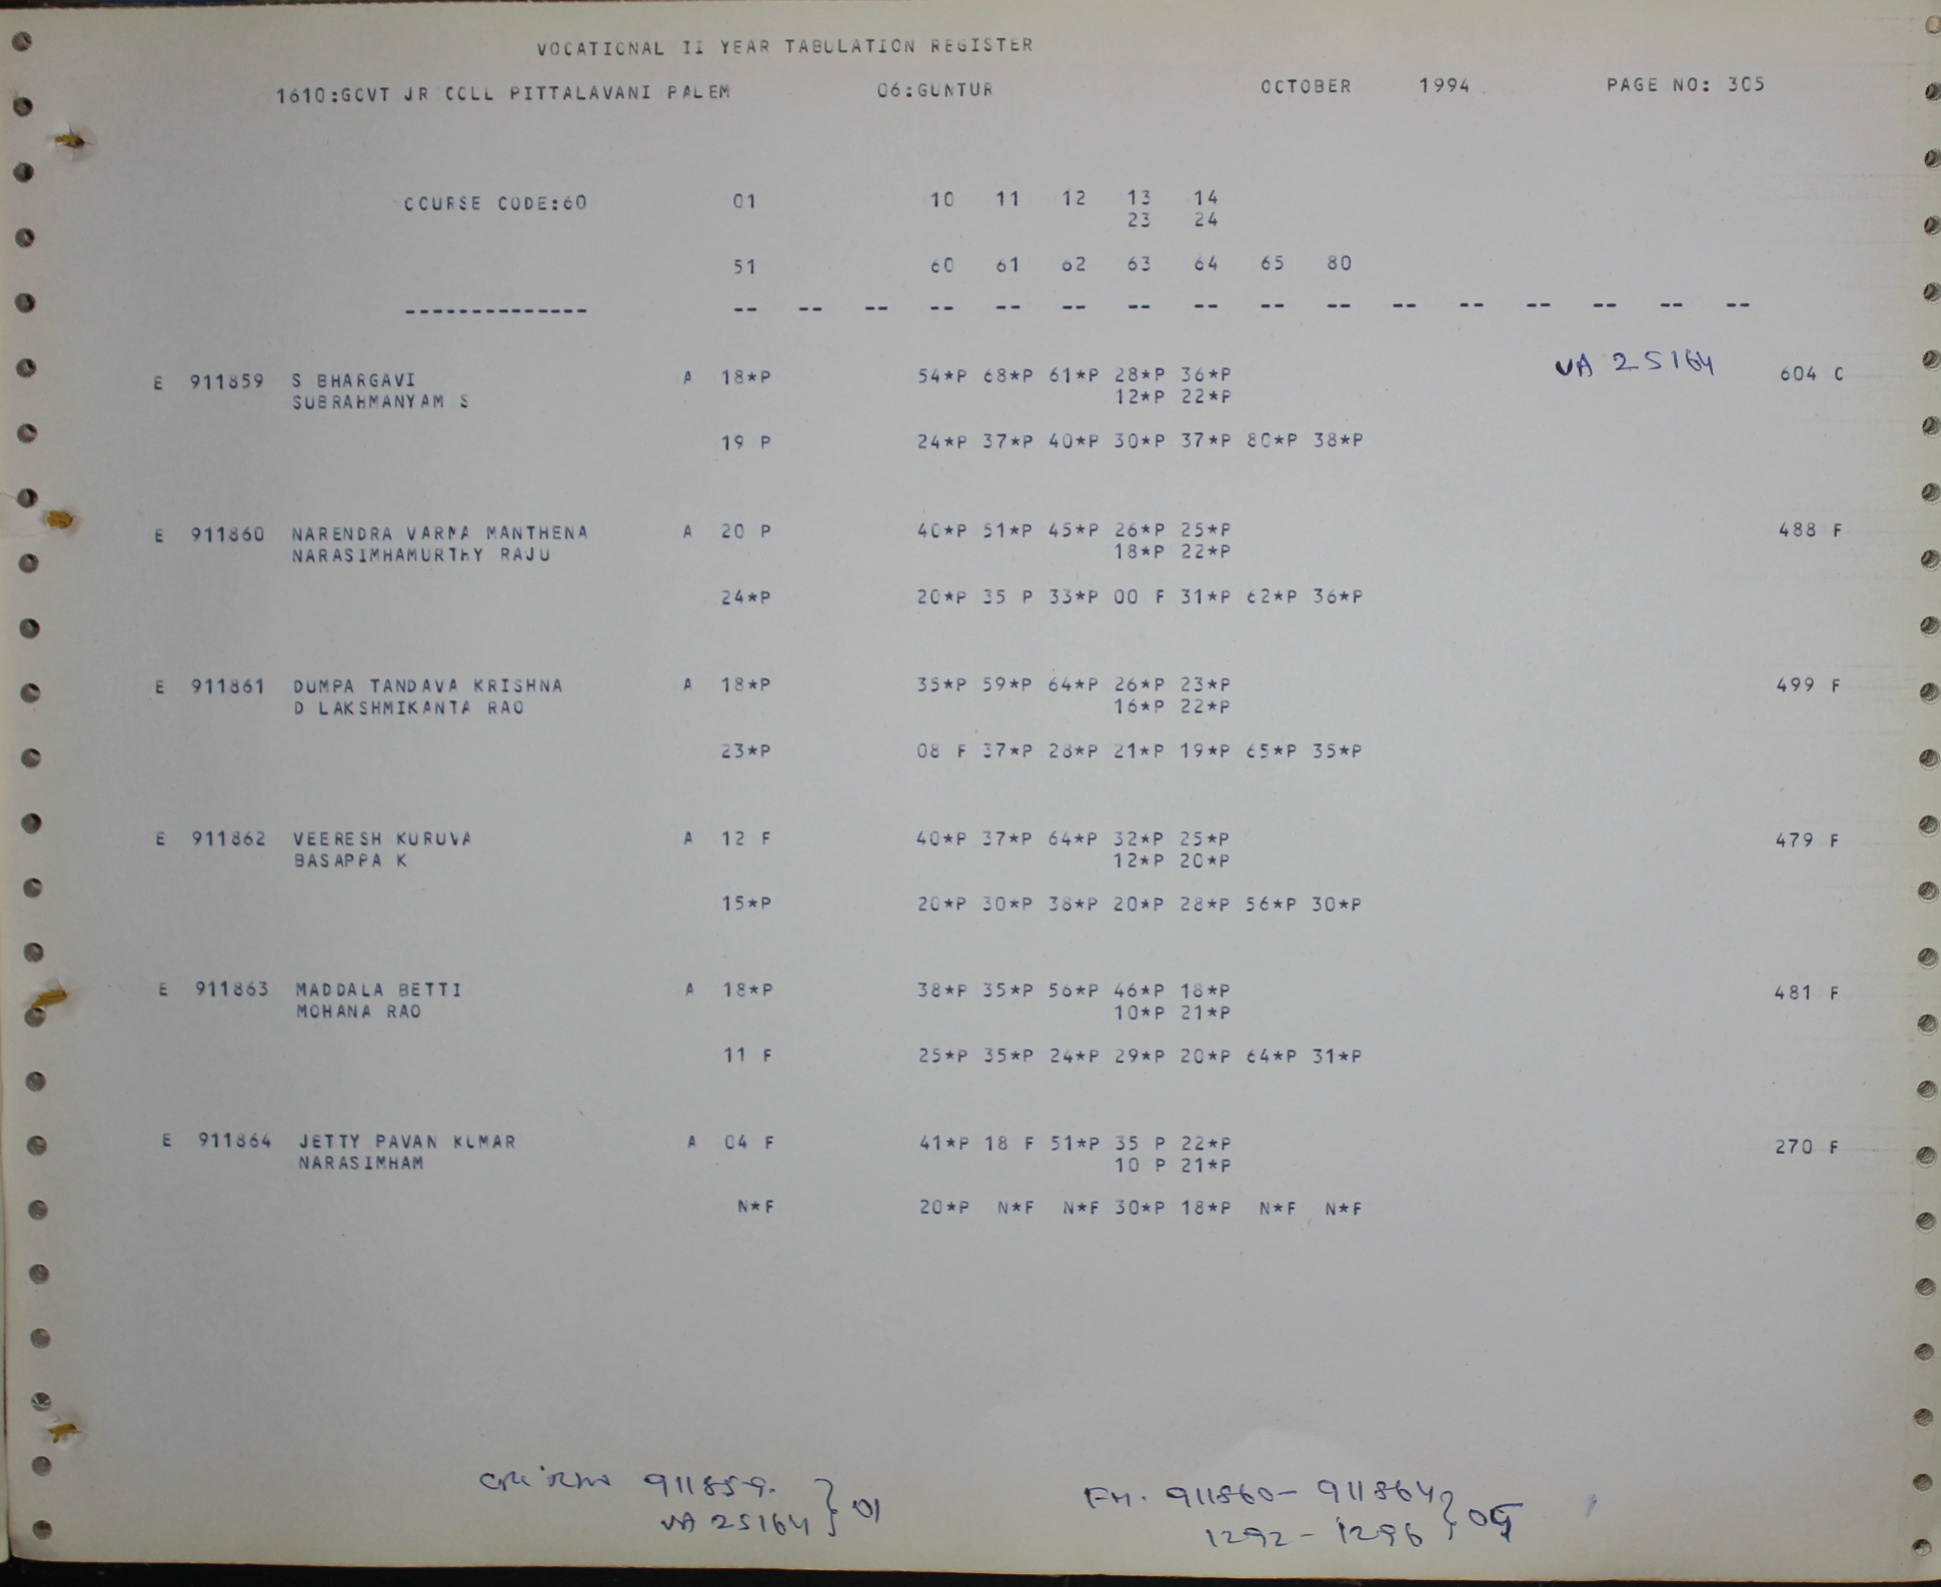 VOCATIONAL II YEAR TABULATION REGISTER
1610:GOVT JR COLL PITTALAVANI PALEM 06:GUNTUR OCTOBER 1994 PAGE NO: 305
COURSE CODE:60 01 10 11 12 13 14
23 24
51 60 61 62 63 64 65 80
-------------- -- -- -- -- -- -- -- -- -- -- -- -- -- -- -- --
E 911859 S BHARGAVI A 18*P 54*P 68*P 61*P 28*P 36*P VA 25164 604 C
SUBRAHMANYAM S 12*P 22*P
19 P 24*P 37*P 40*P 30*P 37*P 80*P 38*P
E 911860 NARENDRA VARMA MANTHENA A 20 P 40*P 51*P 45*P 26*P 25*P 488 F
NARASIMHAMURTHY RAJU 18*P 22*P
24*P 20*P 35 P 33*P 00 F 31*P 62*P 36*P
E 911861 DUMPA TANDAVA KRISHNA A 18*P 35*P 59*P 64*P 26*P 23*P 499 F
D LAKSHMIKANTA RAO 16*P 22*P
23*P 08 F 37*P 28*P 21*P 19*P 65*P 35*P
E 911862 VEERESH KURUVA A 12 F 40*P 37*P 64*P 32*P 25*P 479 F
BASAPPA K 12*P 20*P
15*P 20*P 30*P 38*P 20*P 28*P 56*P 30*P
E 911863 MADDALA BETTI A 18*P 38*P 35*P 56*P 46*P 18*P 481 F
MOHANA RAO 10*P 21*P
11 F 25*P 35*P 24*P 29*P 20*P 64*P 31*P
E 911864 JETTY PAVAN KUMAR A 04 F 41*P 18 F 51*P 35 P 22*P 270 F
NARASIMHAM 10 P 21*P
N*F 20*P N*F N*F 30*P 18*P N*F N*F
911859. } 01
VA 25164
FM. 911860 - 911864 } 05
1292 - 1296